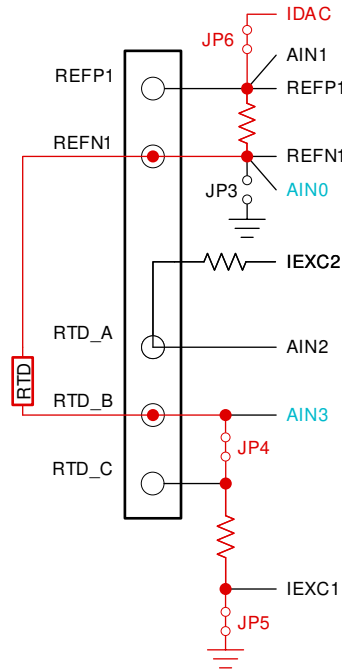 IDAC
JP6
AIN1
REFP1
REFP1
REFN1
REFN1
JP3
AIN0
IEXC2
RTD_A
AIN2
RTD
RTD_B
AIN3
JP4
RTD_C
IEXC1
JP5